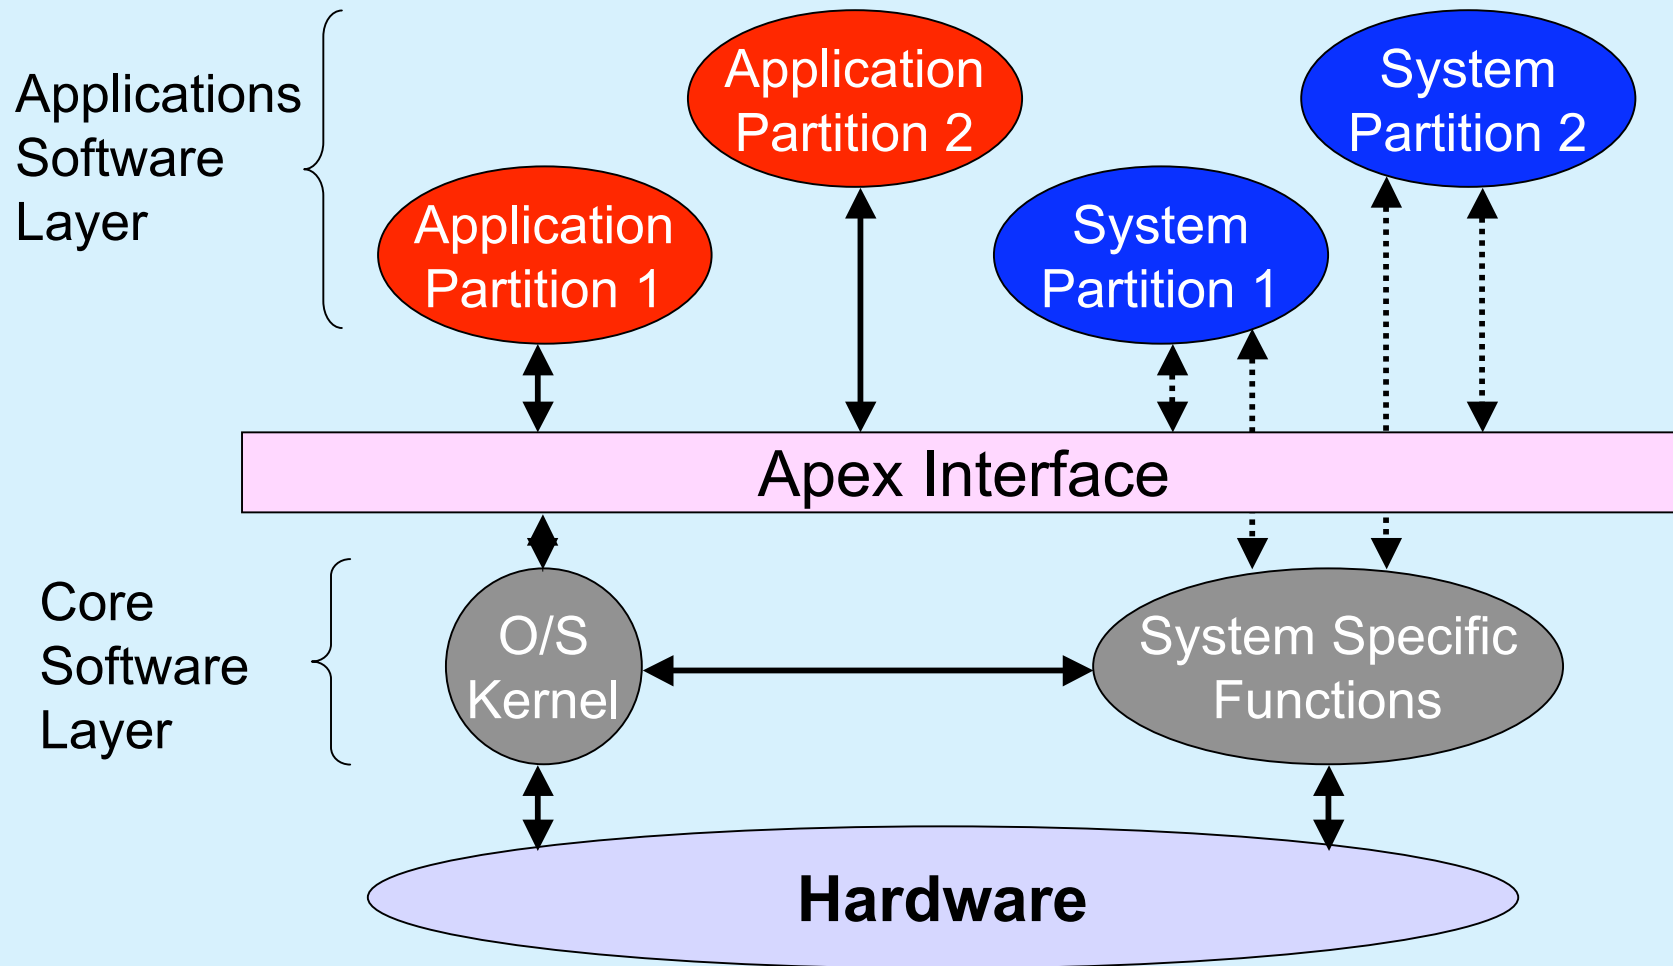 Applications
Software
Layer
Application
Partition 1
Application
Partition 2
System
Partition 1
System
Partition 2
Apex Interface
Core
Software
Layer
O/S
Kernel
System Specific
Functions
Hardware